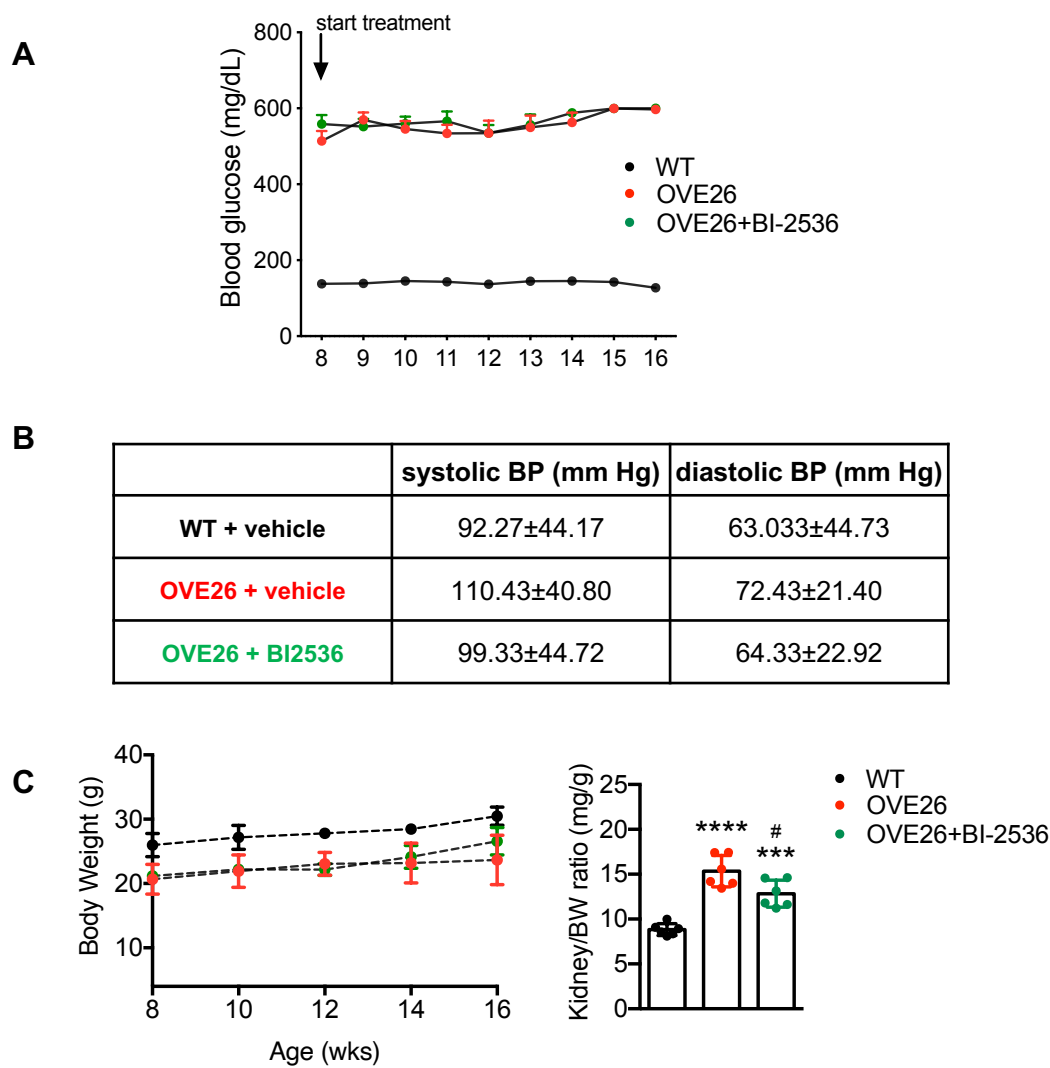 A
start treatment
Blood glucose (mg/dL)
800
600
400
200
0
8 9 10 11 12 13 14 15 16
WT
OVE26
OVE26+BI-2536
B
systolic BP (mm Hg) diastolic BP (mm Hg)
WT + vehicle 92.27±44.17 63.033±44.73
OVE26 + vehicle 110.43±40.80 72.43±21.40
OVE26 + BI2536 99.33±44.72 64.33±22.92
C
Body Weight (g)
40
30
20
10
8 10 12 14 16
Age (wks)
Kidney/BW ratio (mg/g)
25
20
15
10
5
0
****
#
***
WT
OVE26
OVE26+BI-2536